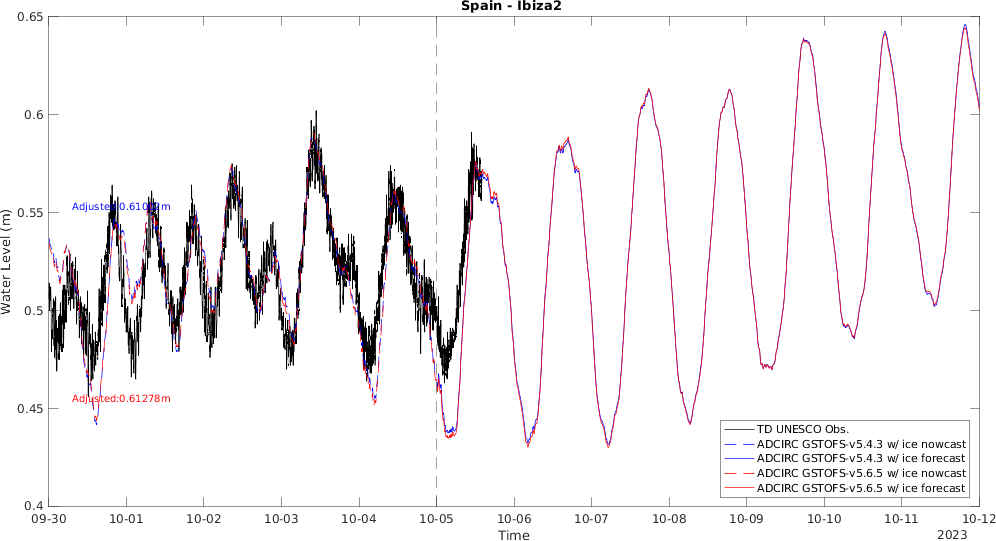 Spain - Ibiza2
0.65
0.6
0.55
0.5
0.45
0.4
Water Level (m)
Adjusted:0.61278m
TD UNESCO Obs.
ADCIRC GSTOFS-v5.4.3 w/ ice nowcast
ADCIRC GSTOFS-v5.4.3 w/ ice forecast
ADCIRC GSTOFS-v5.6.5 w/ ice nowcast
ADCIRC GSTOFS-v5.6.5 w/ ice forecast
09-30 10-01 10-02 10-03 10-04 10-05 10-06 10-07 10-08 10-09 10-10 10-11 10-12
Time
2023